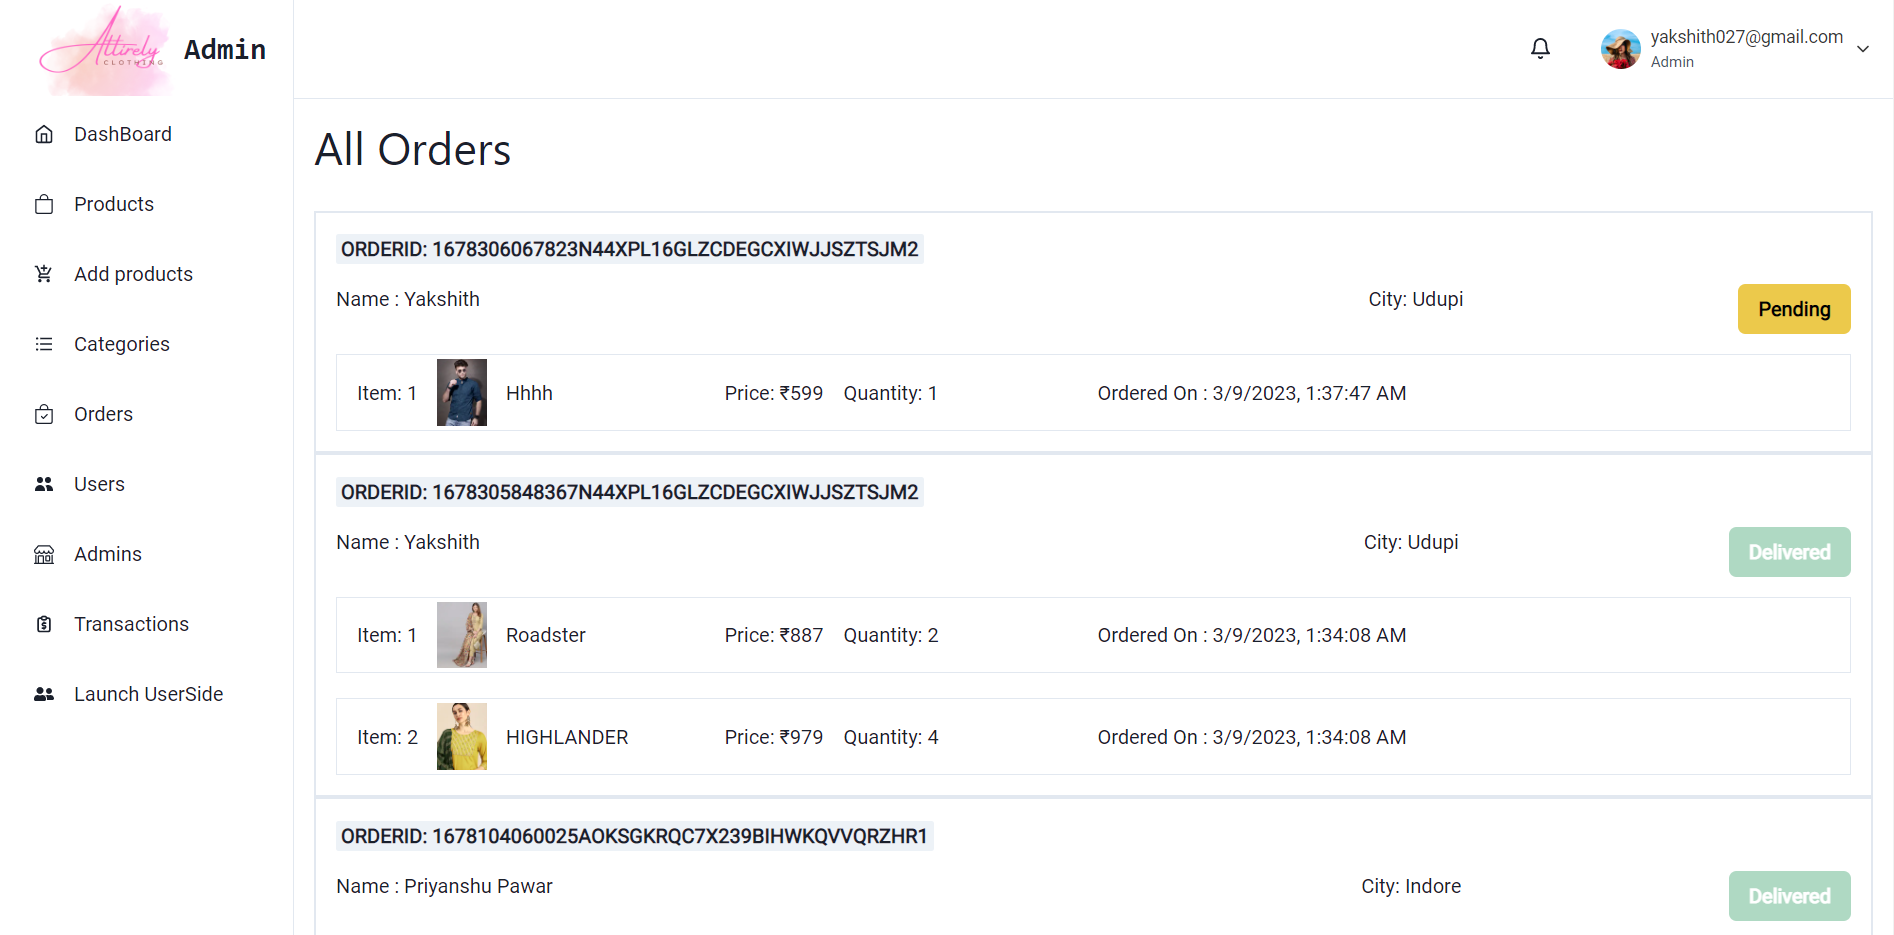 Attirely
CLOTHING
Admin
yakshith027@gmail.com
Admin
DashBoard
Products
Add products
Categories
Orders
Users
Admins
Transactions
Launch UserSide
All Orders
ORDERID: 1678306067823N44XPL16GLZCDEGCXIWJJSZTSJM2
Name : Yakshith City: Udupi Pending
Item: 1 Hhhh Price: ₹599 Quantity: 1 Ordered On : 3/9/2023, 1:37:47 AM
ORDERID: 1678305848367N44XPL16GLZCDEGCXIWJJSZTSJM2
Name : Yakshith City: Udupi Delivered
Item: 1 Roadster Price: ₹887 Quantity: 2 Ordered On : 3/9/2023, 1:34:08 AM
Item: 2 HIGHLANDER Price: ₹979 Quantity: 4 Ordered On : 3/9/2023, 1:34:08 AM
ORDERID: 1678104060025AOKSGKRQC7X239BIHWKQVVQRZHR1
Name : Priyanshu Pawar City: Indore Delivered